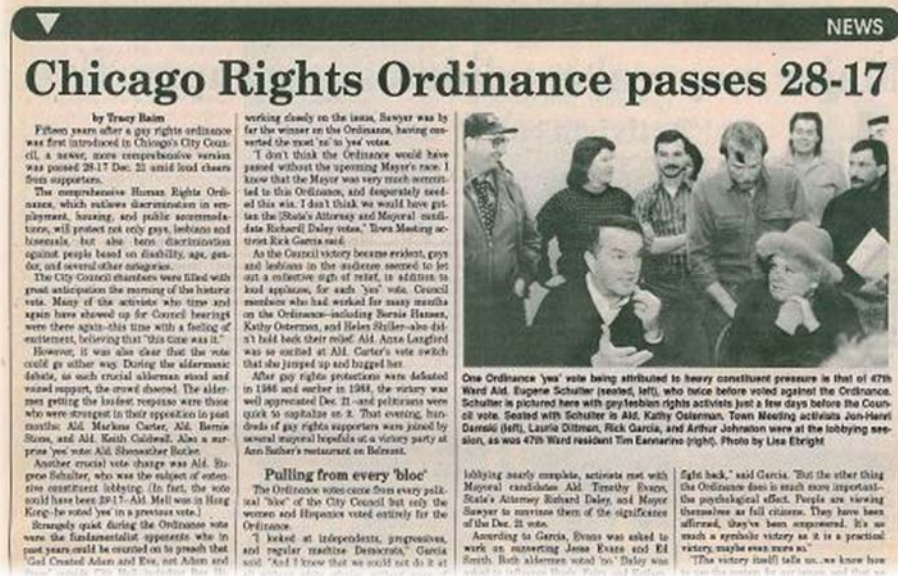 NEWS
Chicago Rights Ordinance passes 28-17
by Tracy Baim
Fifteen years after a gay rights ordinance
was first introduced in Chicago's City Coun-
cil, a newer, more comprehensive version
was passed 28-17 Dec. 21 amid loud cheers
from supporters.
The comprehensive Human Rights Ordi-
nance, which outlaws discrimination in em-
ployment, housing, and public accommoda-
tions, will protect not only gays, lesbians and
bisexuals, but also bans discrimination
against people based on disability, age, gen-
der, and several other categories.
The City Council chambers were filled with
great anticipation the morning of the historic
vote. Many of the activists who time and
again have showed up for Council hearings
were there again—this time with a feeling of
excitement, believing that "this time was it."
However, it was also clear that the vote
could go either way. During the aldermanic
debate, as each crucial alderman stood and
voiced support, the crowd cheered. The alder-
men getting the loudest response were those
who were strongest in their opposition in past
months: Ald. Marlene Carter, Ald. Bernie
Stone, and Ald. Keith Caldwell. Also a sur-
prise 'yes' vote: Ald. Sheneather Butler.
Another crucial vote change was Ald. Eu-
gene Schulter, who was the subject of exten-
sive constituent lobbying. (In fact, the vote
could have been 29-17—Ald. Mell was in Hong
Kong—he voted 'yes' in a previous vote.)
Strangely quiet during the Ordinance vote
were the fundamentalist opponents who in
past years could be counted on to preach that
"God Created Adam and Eve, not Adam and
working closely on the issue, Sawyer was by
far the winner on the Ordinance, having con-
verted the most 'no' to 'yes' votes.
"I don't think the Ordinance would have
passed without the upcoming Mayor's race. I
know that the Mayor was very much commit-
ted to this Ordinance, and desperately need-
ed this win. I don't think we would have got-
ten the [State's Attorney and Mayoral candi-
date Richard] Daley votes," Town Meeting ac-
tivist Rick Garcia said.
As the Council victory became evident, gays
and lesbians in the audience seemed to let
out a collective sigh of relief, in addition to
loud applause, for each 'yes' vote. Council
members who had worked for many months
on the Ordinance—including Bernie Hansen,
Kathy Osterman, and Helen Shiller—also did-
n't hold back their relief. Ald. Anna Langford
was so excited at Ald. Carter's vote switch
that she jumped up and hugged her.
After gay rights protections were defeated
in 1986 and earlier in 1988, the victory was
well appreciated Dec. 21—and politicians were
quick to capitalize on it. That evening, hun-
dreds of gay rights supporters were joined by
several mayoral hopefuls at a victory party at
Ann Sather's restaurant on Belmont.
Pulling from every 'bloc'
The Ordinance votes came from every polit-
ical "bloc" of the City Council but only the
women and Hispanics voted entirely for the
Ordinance.
"I looked at independents, progressives,
and regular machine Democrats," Garcia
said. "And I know that we could not do it at
One Ordinance 'yes' vote being attributed to heavy constituent pressure is that of 47th
Ward Ald. Eugene Schulter (seated, left), who twice before voted against the Ordinance.
Schulter is pictured here with gay/lesbian rights activists just a few days before the Coun-
cil vote. Seated with Schulter is Ald. Kathy Osterman. Town Meeting activists Jon-Henri
Damski (left), Laurie Dittman, Rick Garcia, and Arthur Johnston were at the lobbying ses-
sion, as was 47th Ward resident Tim Eannarino (right). Photo by Lisa Ebright
lobbying nearly complete, activists met with
Mayoral candidates Ald. Timothy Evans,
State's Attorney Richard Daley, and Mayor
Sawyer to convince them of the significance
of the Dec. 21 vote.
According to Garcia, Evans was asked to
work on converting Jesse Evans and Ed
Smith. Both aldermen voted 'no.' Daley was
fight back," said Garcia. "But the other thing
the Ordinance does is much more important—
the psychological effect. People are viewing
themselves as full citizens. They have been
affirmed, they've been empowered. It's as
much a symbolic victory as it is a practical
victory, maybe even more so."
"[The victory itself] tells us...we know how